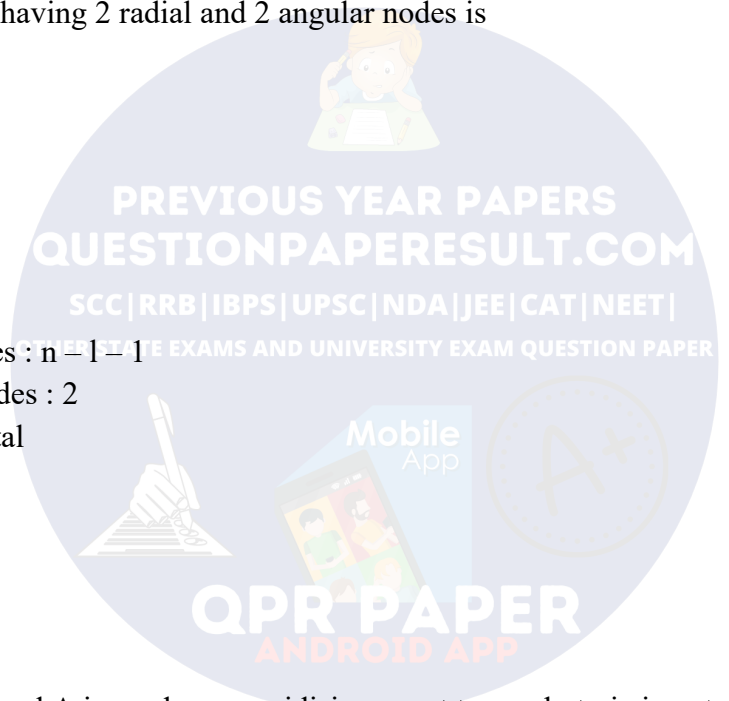 having 2 radial and 2 angular nodes is
PREVIOUS YEAR PAPERS
QUESTIONPAPERESULT.COM
SCC|RRB|IBPS|UPSC|NDA|JEE|CAT|NEET|
es : n – l – 1
OTHER STATE EXAMS AND UNIVERSITY EXAM QUESTION PAPER
des : 2
tal
Mobile
App
A+
QPR PAPER
ANDROID APP